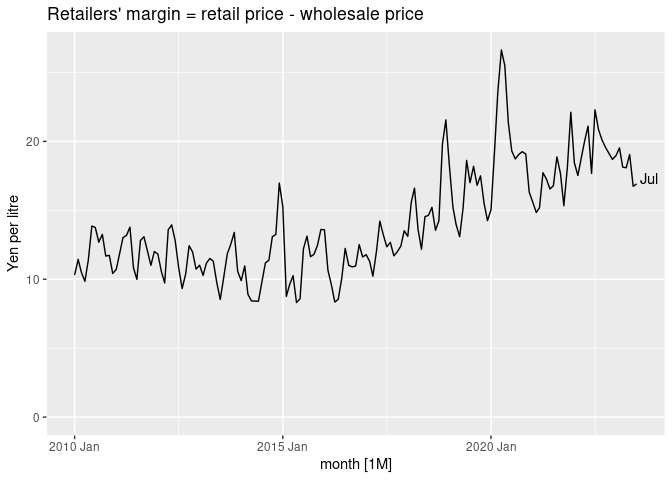 Retailers' margin = retail price - wholesale price
20
10
0
Yen per litre
Jul
2010 Jan
2015 Jan
2020 Jan
month [1M]